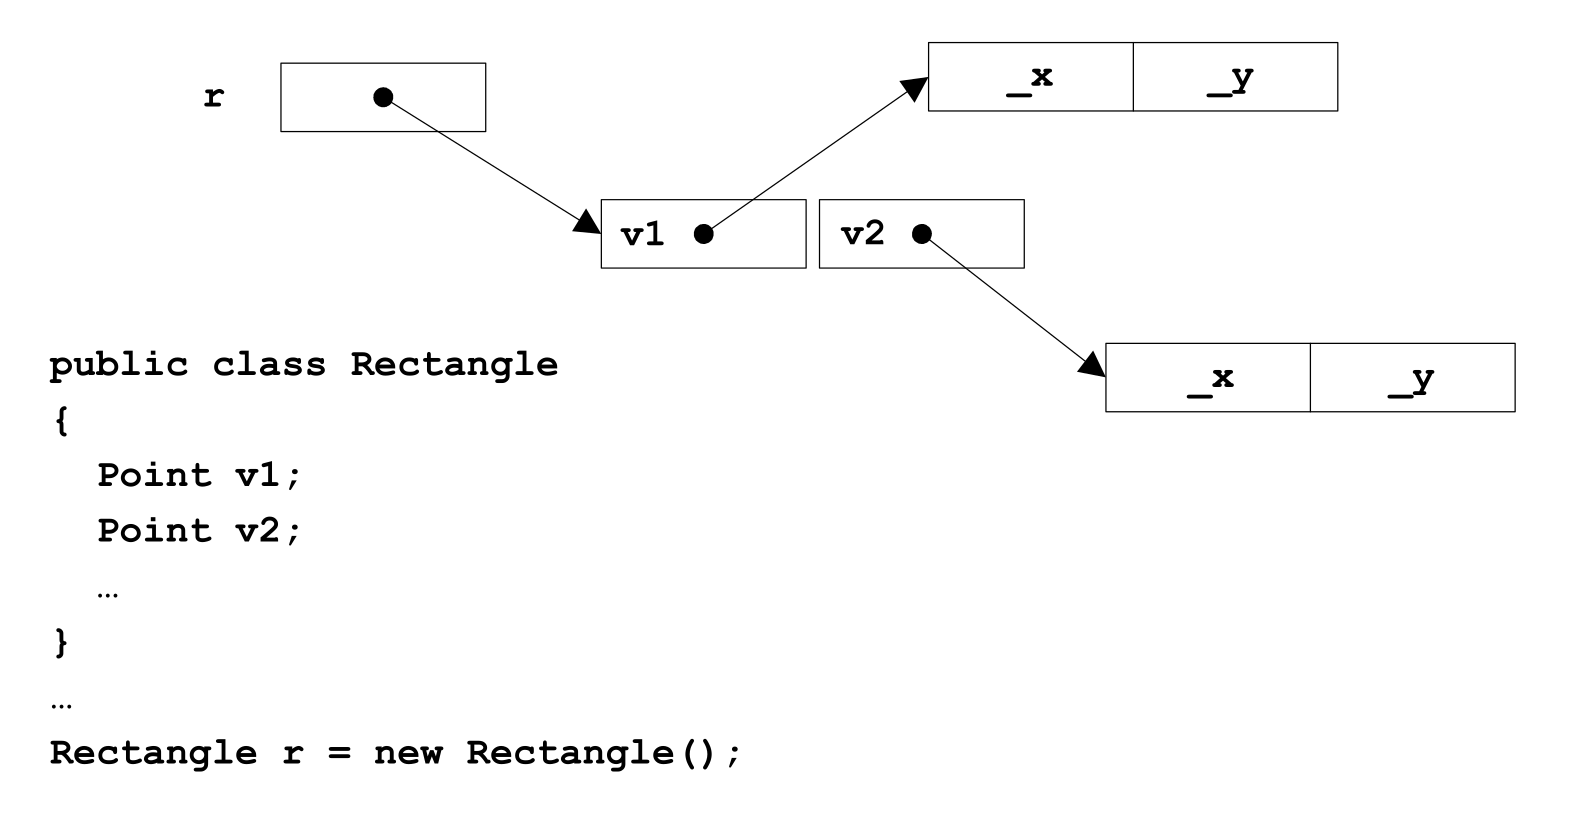 r
_x _y
v1 v2
_x _y
public class Rectangle
{
Point v1;
Point v2;
…
}
…
Rectangle r = new Rectangle();